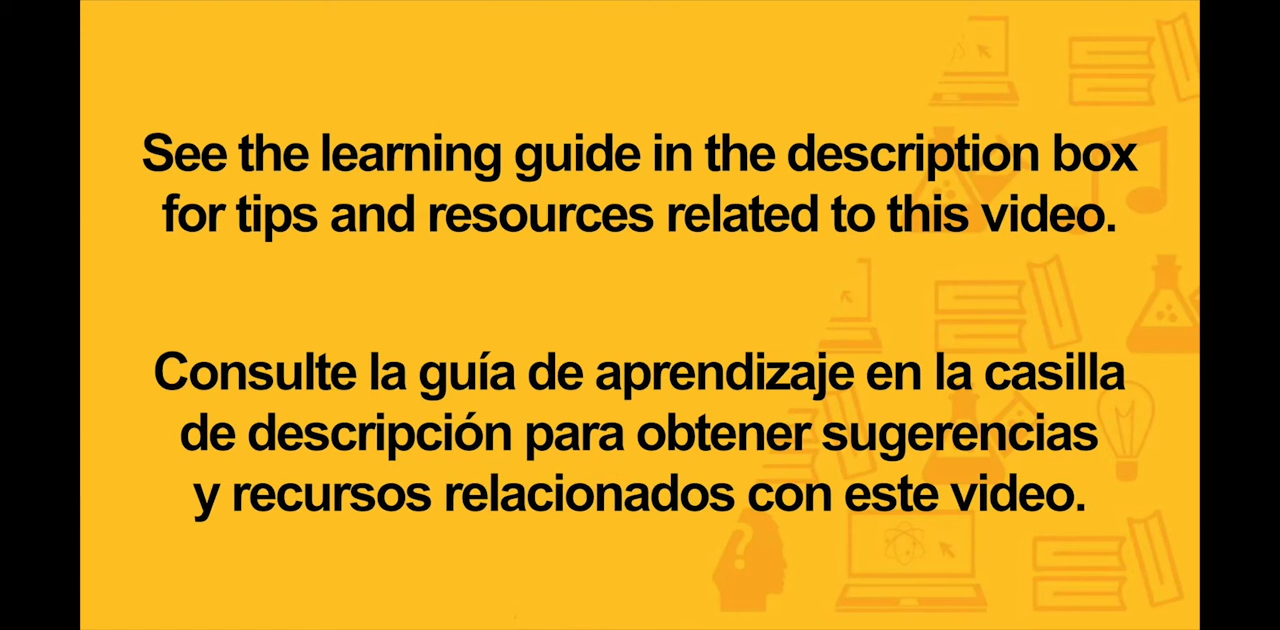 See the learning guide in the description box
for tips and resources related to this video.
Consulte la guía de aprendizaje en la casilla
de descripción para obtener sugerencias
y recursos relacionados con este video.